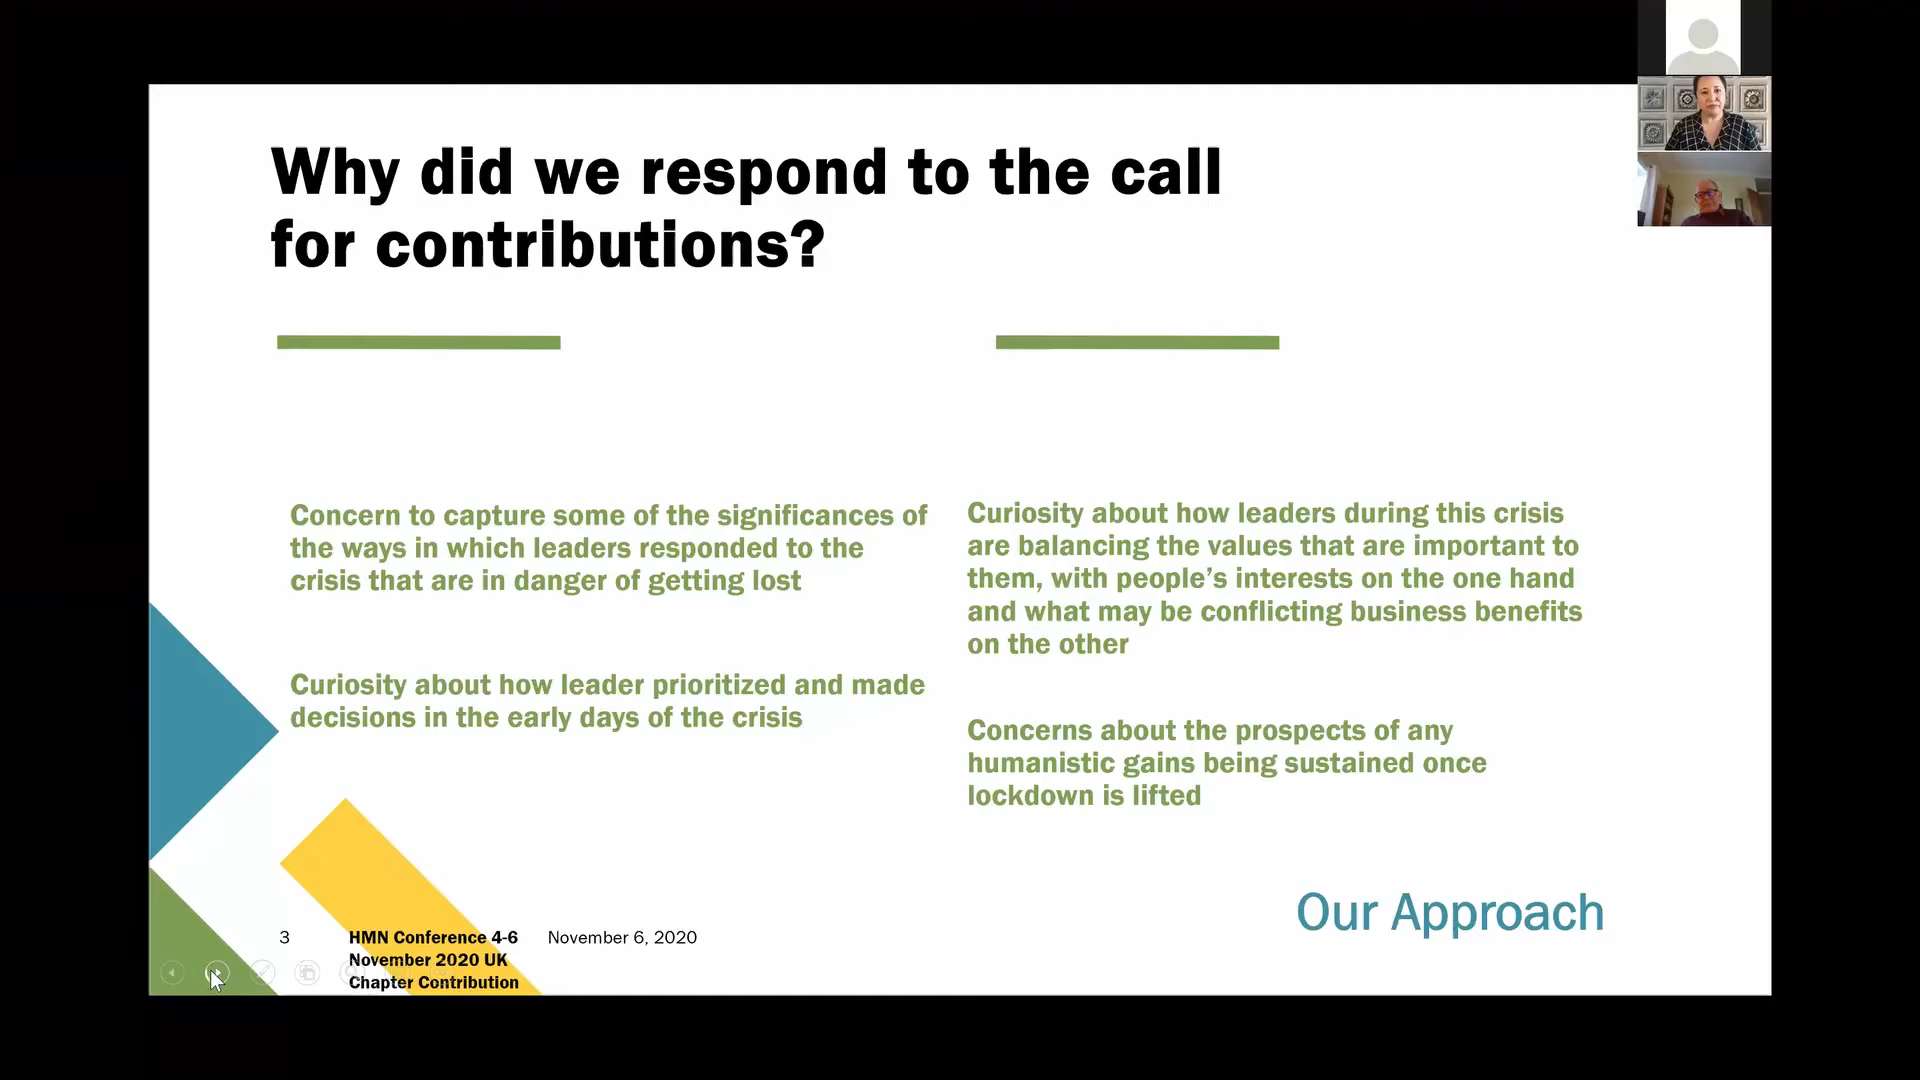 Why did we respond to the call
for contributions?
Concern to capture some of the significances of
the ways in which leaders responded to the
crisis that are in danger of getting lost
Curiosity about how leader prioritized and made
decisions in the early days of the crisis
Curiosity about how leaders during this crisis
are balancing the values that are important to
them, with people’s interests on the one hand
and what may be conflicting business benefits
on the other
Concerns about the prospects of any
humanistic gains being sustained once
lockdown is lifted
Our Approach
3
HMN Conference 4-6
November 2020 UK
Chapter Contribution
November 6, 2020